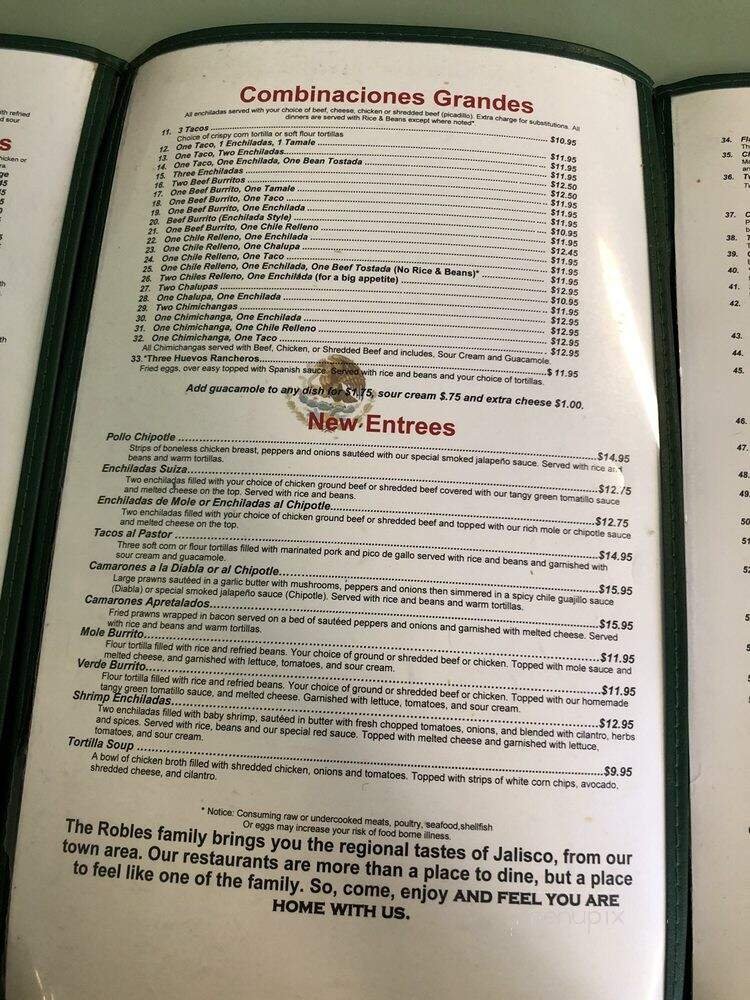 ith refried
d sour
Combinaciones Grandes
All enchiladas served with your choice of beef, cheese, chicken or shredded beef (picadillo). Extra charge for substitutions. All
dinners are served with Rice & Beans except where noted*
11. 3 Tacos ........ $10.95
Choice of crispy corn tortilla or soft flour tortillas
12. One Taco, 1 Enchiladas, 1 Tamale ........ $11.95
13. One Taco, Two Enchiladas ........ $11.95
14. One Taco, One Enchilada, One Bean Tostada ........ $11.95
15. Three Enchiladas ........ $12.50
16. Two Beef Burritos ........ $12.50
17. One Beef Burrito, One Tamale ........ $11.95
18. One Beef Burrito, One Taco ........ $11.95
19. One Beef Burrito, One Enchilada ........ $11.95
20. Beef Burrito (Enchilada Style) ........ $10.95
21. One Beef Burrito, One Chile Relleno ........ $11.95
22. One Chile Relleno, One Enchilada ........ $12.45
23. One Chile Relleno, One Chalupa ........ $11.95
24. One Chile Relleno, One Taco ........ $11.95
25. One Chile Relleno, One Enchilada, One Beef Tostada (No Rice & Beans)* ........ $11.95
26. Two Chiles Relleno, One Enchilada (for a big appetite) ........ $12.95
27. Two Chalupas ........ $10.95
28. One Chalupa, One Enchilada ........ $11.95
29. Two Chimichangas ........ $12.95
30. One Chimichanga, One Enchilada ........ $12.95
31. One Chimichanga, One Chile Relleno ........ $12.95
32. One Chimichanga, One Taco ........ $12.95
All Chimichangas served with Beef, Chicken, or Shredded Beef and includes, Sour Cream and Guacamole.
33.*Three Huevos Rancheros ........ $ 11.95
Fried eggs, over easy topped with Spanish sauce. Served with rice and beans and your choice of tortillas.
Add guacamole to any dish for $1.75, sour cream $.75 and extra cheese $1.00.
New Entrees
Pollo Chipotle ........ $14.95
Strips of boneless chicken breast, peppers and onions sautéed with our special smoked jalapeño sauce. Served with rice and
beans and warm tortillas.
Enchiladas Suiza ........ $12.75
Two enchiladas filled with your choice of chicken ground beef or shredded beef covered with our tangy green tomatillo sauce
and melted cheese on the top. Served with rice and beans.
Enchiladas de Mole or Enchiladas al Chipotle ........ $12.75
Two enchiladas filled with your choice of chicken ground beef or shredded beef and topped with our rich mole or chipotle sauce
and melted cheese on the top.
Tacos al Pastor ........ $14.95
Three soft corn or flour tortillas filled with marinated pork and pico de gallo served with rice and beans and garnished with
sour cream and guacamole.
Camarones a la Diabla or al Chipotle ........ $15.95
Large prawns sautéed in a garlic butter with mushrooms, peppers and onions then simmered in a spicy chile guajillo sauce
(Diabla) or special smoked jalapeño sauce (Chipotle). Served with rice and beans and warm tortillas.
Camarones Apretalados ........ $15.95
Fried prawns wrapped in bacon served on a bed of sautéed peppers and onions and garnished with melted cheese. Served
with rice and beans and warm tortillas.
Mole Burrito ........ $11.95
Flour tortilla filled with rice and refried beans. Your choice of ground or shredded beef or chicken. Topped with mole sauce and
melted cheese, and garnished with lettuce, tomatoes, and sour cream.
Verde Burrito ........ $11.95
Flour tortilla filled with rice and refried beans. Your choice of ground or shredded beef or chicken. Topped with our homemade
tangy green tomatillo sauce, and melted cheese. Garnished with lettuce, tomatoes, and sour cream.
Shrimp Enchiladas ........ $12.95
Two enchiladas filled with baby shrimp, sautéed in butter with fresh chopped tomatoes, onions, and blended with cilantro, herbs
and spices. Served with rice, beans and our special red sauce. Topped with melted cheese and garnished with lettuce,
tomatoes, and sour cream.
Tortilla Soup ........ $9.95
A bowl of chicken broth filled with shredded chicken, onions and tomatoes. Topped with strips of white corn chips, avocado,
shredded cheese, and cilantro.
* Notice: Consuming raw or undercooked meats, poultry, seafood,shellfish
Or eggs may increase your risk of food borne illness.
The Robles family brings you the regional tastes of Jalisco, from our
town area. Our restaurants are more than a place to dine, but a place
to feel like one of the family. So, come, enjoy AND FEEL YOU ARE
HOME WITH US.
menupix
34.
35.
36.
37.
38.
39.
40.
41.
42.
43.
44.
45.
46.
47.
48.
49.
50
51
52